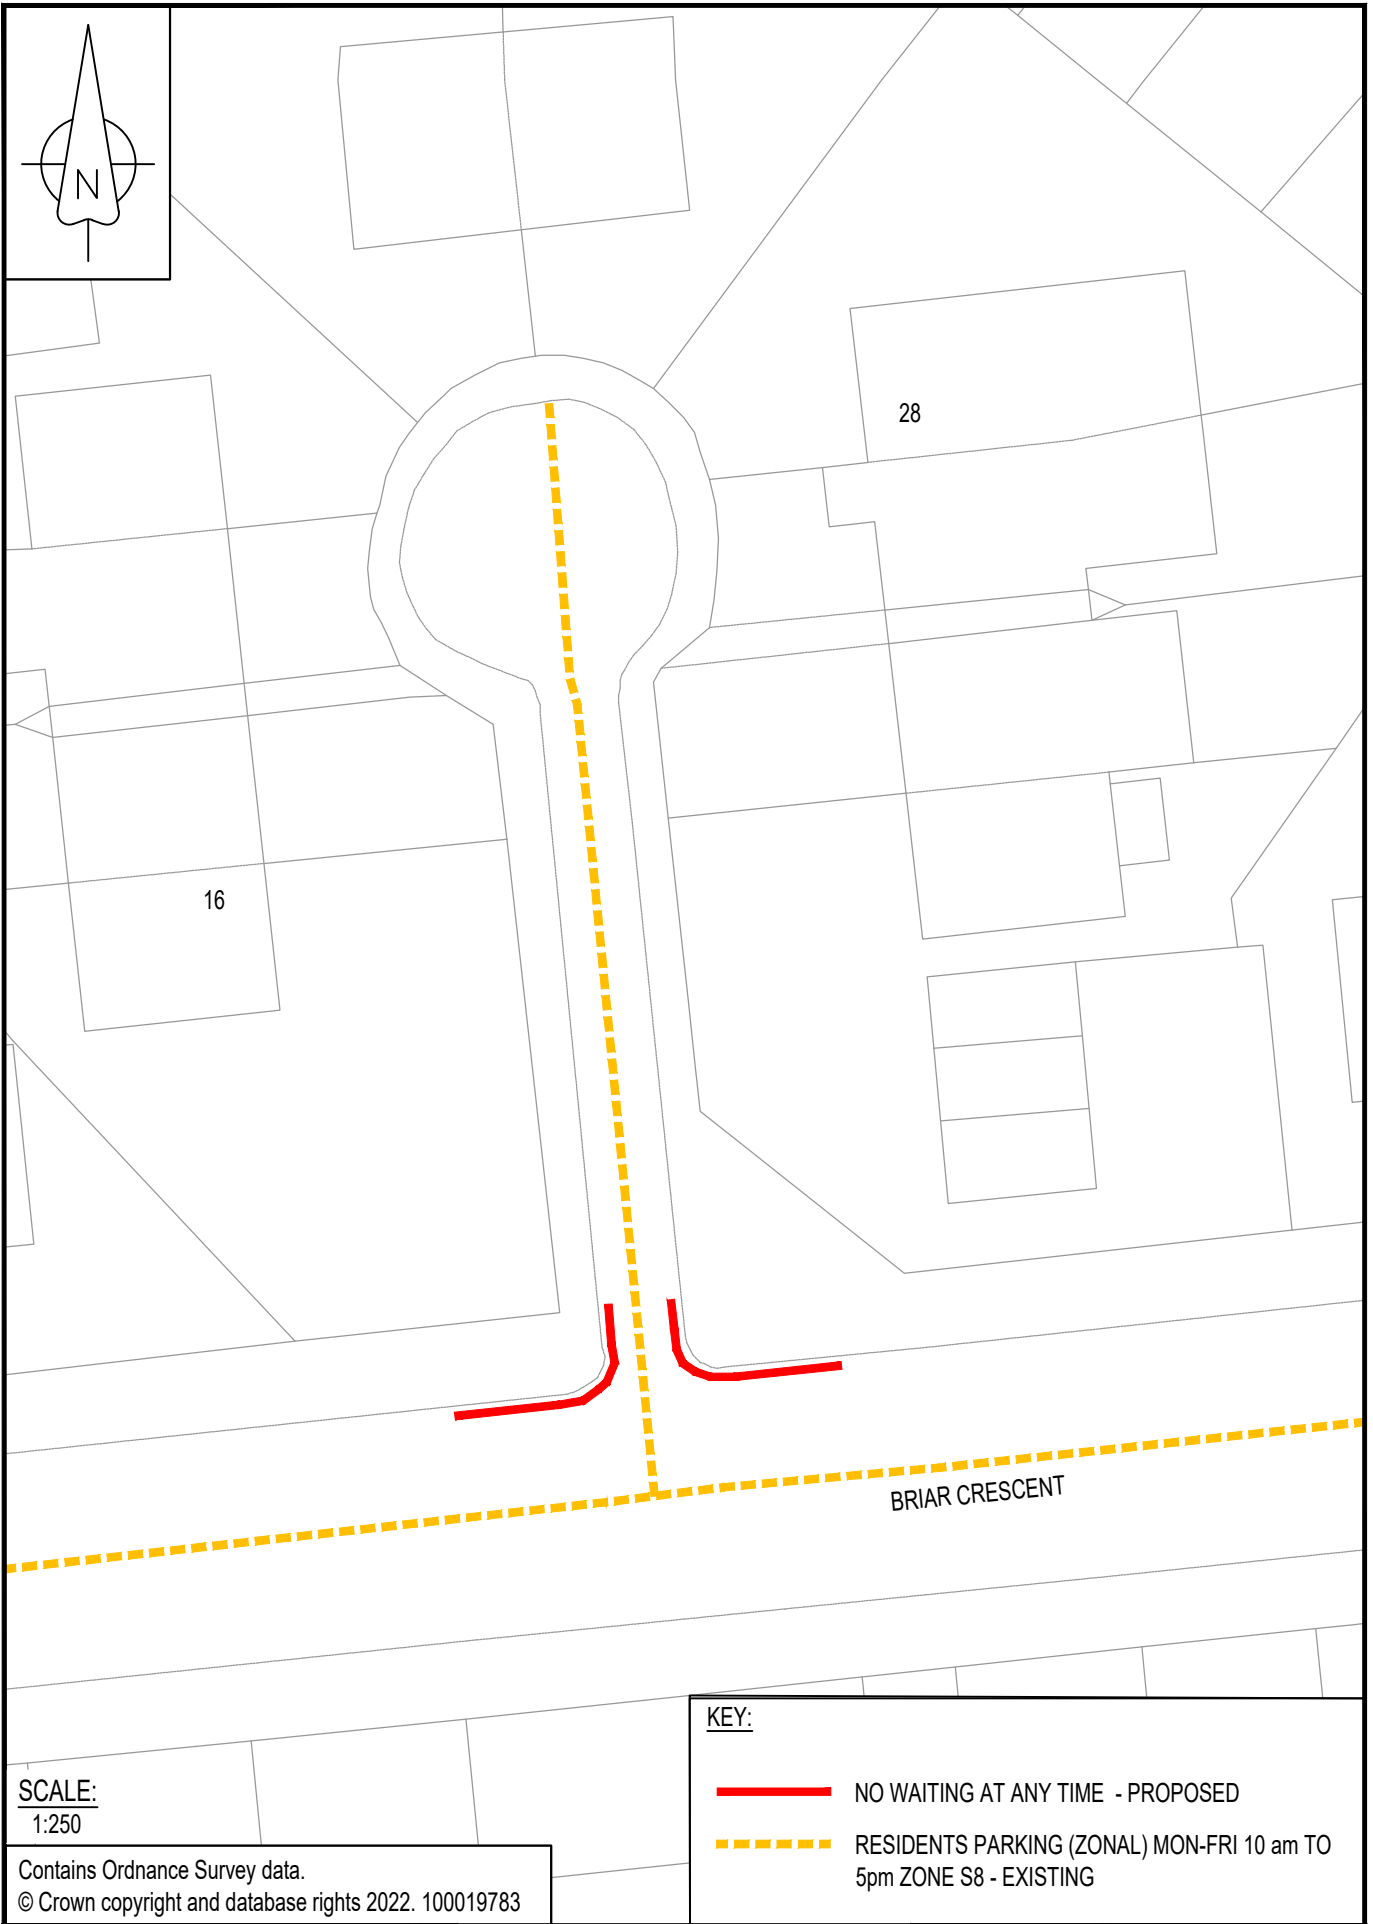 N
28
16
BRIAR CRESCENT
KEY:
NO WAITING AT ANY TIME - PROPOSED
RESIDENTS PARKING (ZONAL) MON-FRI 10 am TO
5pm ZONE S8 - EXISTING
SCALE:
1:250
Contains Ordnance Survey data.
© Crown copyright and database rights 2022. 100019783